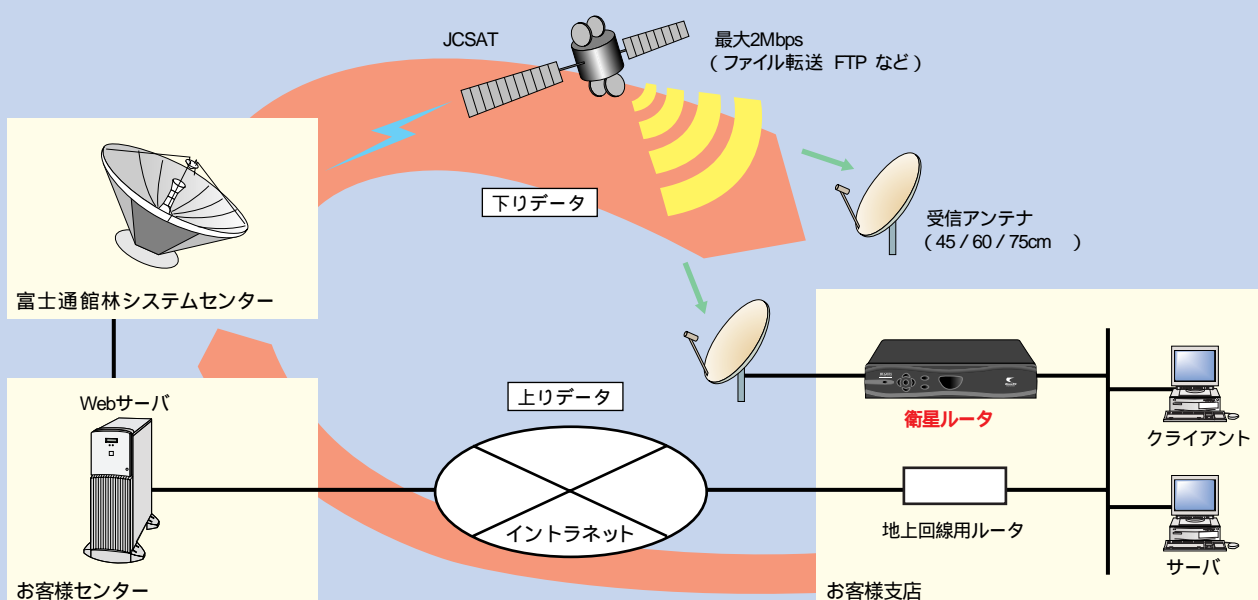 JCSAT
最大2Mbps
（ファイル転送 FTP など）
下りデータ
受信アンテナ
（45 / 60 / 75cm　）
富士通館林システムセンター
Webサーバ
上りデータ
衛星ルータ
クライアント
イントラネット
地上回線用ルータ
サーバ
お客様センター
お客様支店